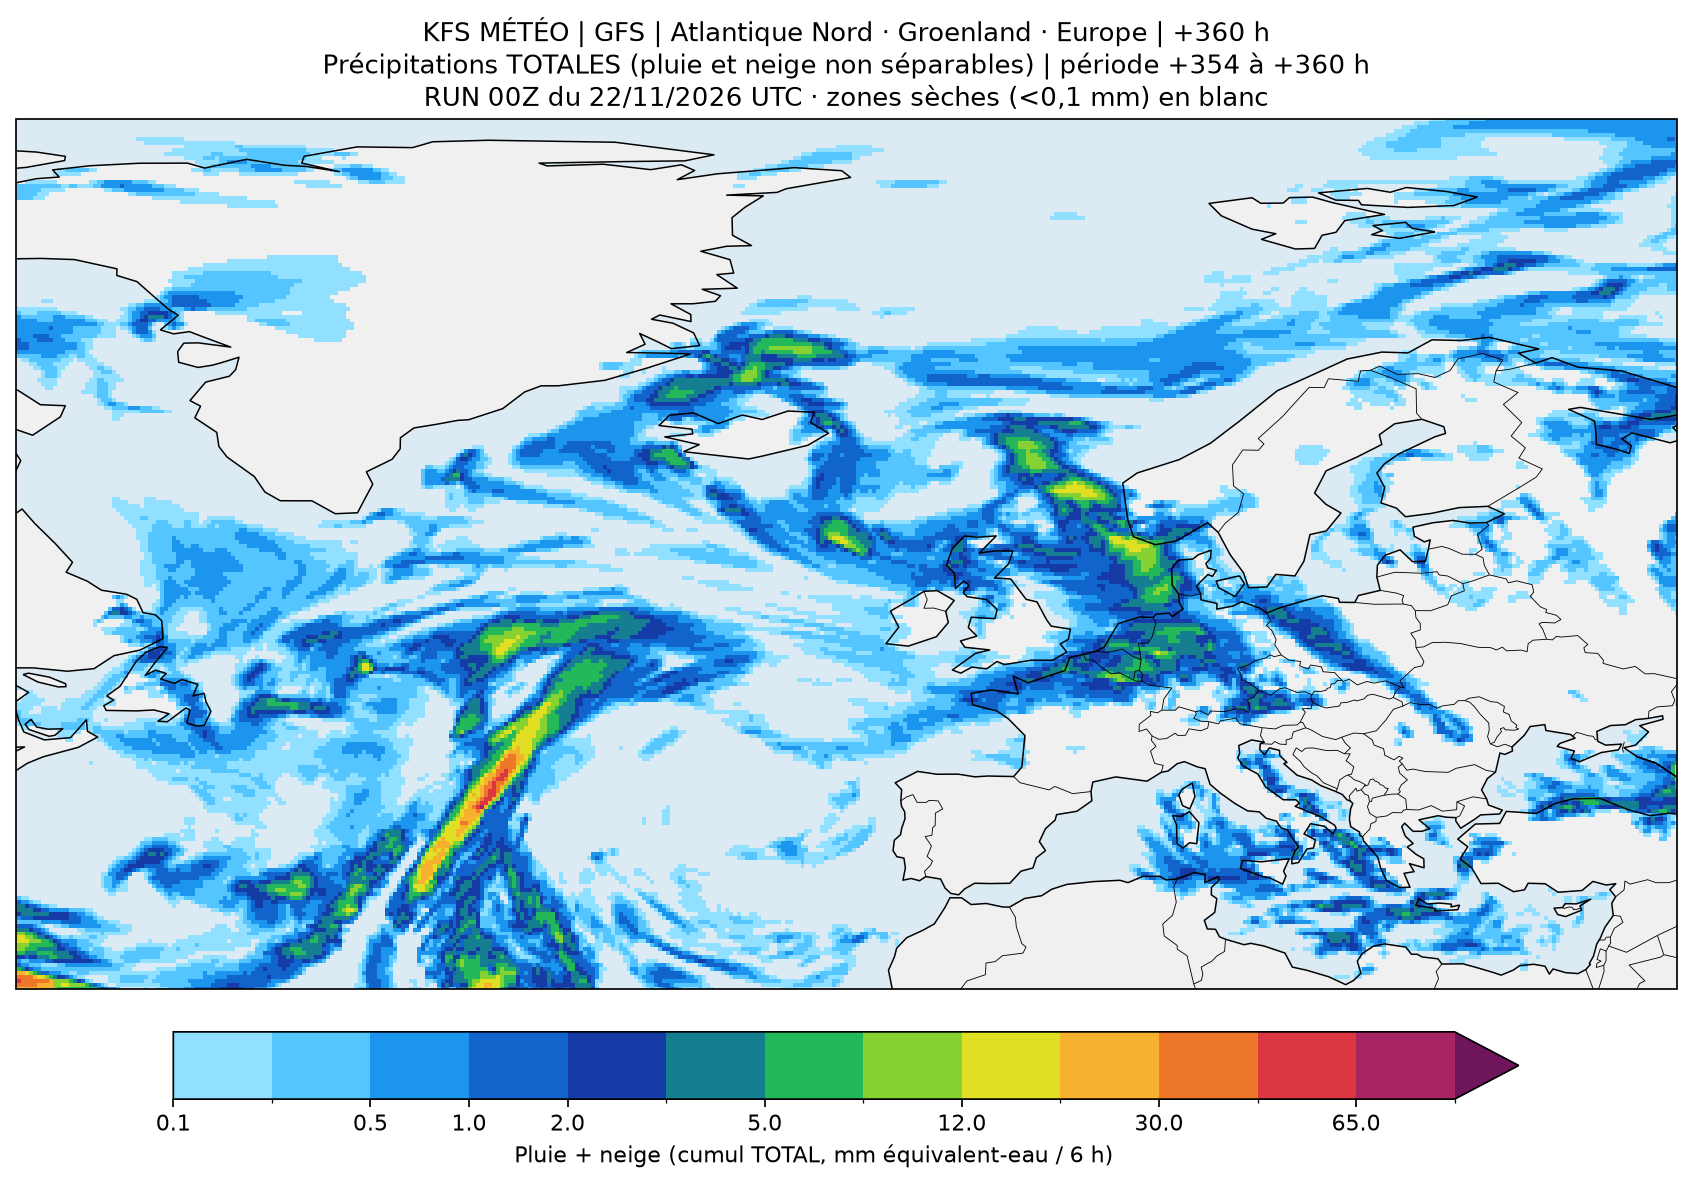 KFS MÉTÉO | GFS | Atlantique Nord · Groenland · Europe | +360 h
Précipitations TOTALES (pluie et neige non séparables) | période +354 à +360 h
RUN 00Z du 22/11/2026 UTC · zones sèches (<0,1 mm) en blanc
0.1 0.5 1.0 2.0 5.0 12.0 30.0 65.0
Pluie + neige (cumul TOTAL, mm équivalent-eau / 6 h)